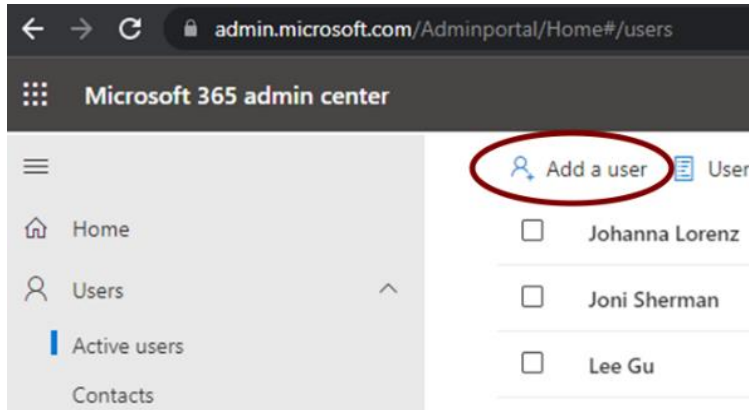 admin.microsoft.com/Adminportal/Home#/users
Microsoft 365 admin center
Add a user User
Home
Johanna Lorenz
Users
Joni Sherman
Active users
Lee Gu
Contacts